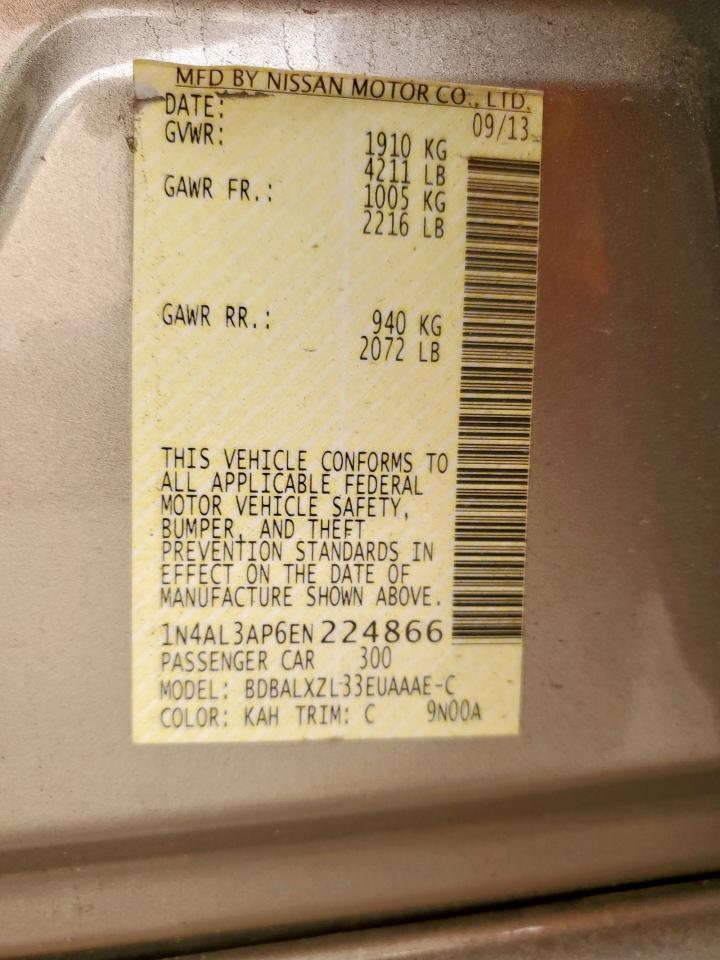 MFD BY NISSAN MOTOR CO., LTD.
DATE: 09/13
GVWR: 1910 KG
4211 LB
GAWR FR.: 1005 KG
2216 LB
GAWR RR.: 940 KG
2072 LB
THIS VEHICLE CONFORMS TO
ALL APPLICABLE FEDERAL
MOTOR VEHICLE SAFETY,
BUMPER, AND THEFT
PREVENTION STANDARDS IN
EFFECT ON THE DATE OF
MANUFACTURE SHOWN ABOVE.
1N4AL3AP6EN224866
PASSENGER CAR 300
MODEL: BDBALXZL33EUAAAE-C
COLOR: KAH TRIM: C 9N00A